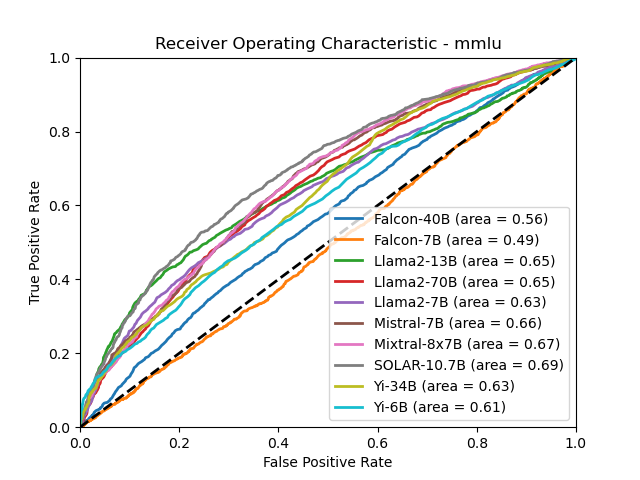 Receiver Operating Characteristic - mmlu
1.0
0.8
0.6
0.4
0.2
0.0
True Positive Rate
Falcon-40B (area = 0.56)
Falcon-7B (area = 0.49)
Llama2-13B (area = 0.65)
Llama2-70B (area = 0.65)
Llama2-7B (area = 0.63)
Mistral-7B (area = 0.66)
Mixtral-8x7B (area = 0.67)
SOLAR-10.7B (area = 0.69)
Yi-34B (area = 0.63)
Yi-6B (area = 0.61)
0.0 0.2 0.4 0.6 0.8 1.0
False Positive Rate